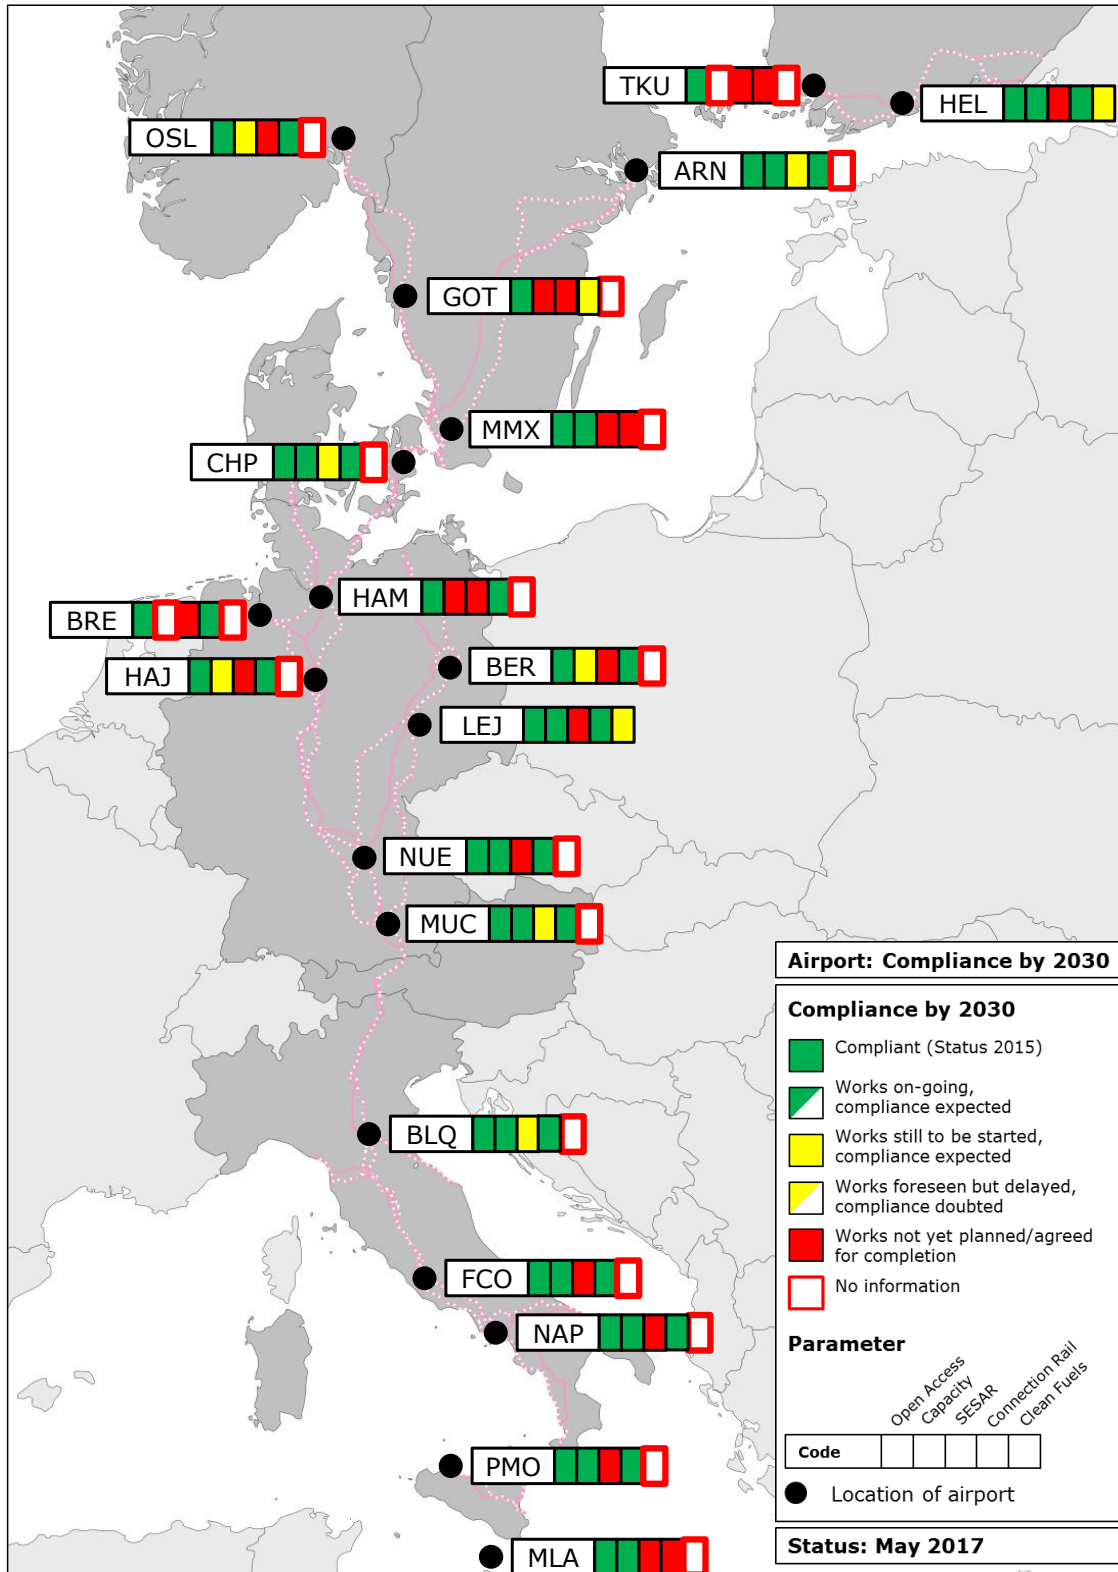 TKU
HEL
OSL
ARN
GOT
MMX
CHP
HAM
BRE
HAJ
BER
LEJ
NUE
MUC
BLQ
FCO
NAP
PMO
MLA
Airport: Compliance by 2030
Compliance by 2030
Compliant (Status 2015)
Works on-going,
compliance expected
Works still to be started,
compliance expected
Works foreseen but delayed,
compliance doubted
Works not yet planned/agreed
for completion
No information
Parameter
Open Access
Capacity
SESAR
Connection Rail
Clean Fuels
Code
Location of airport
Status: May 2017